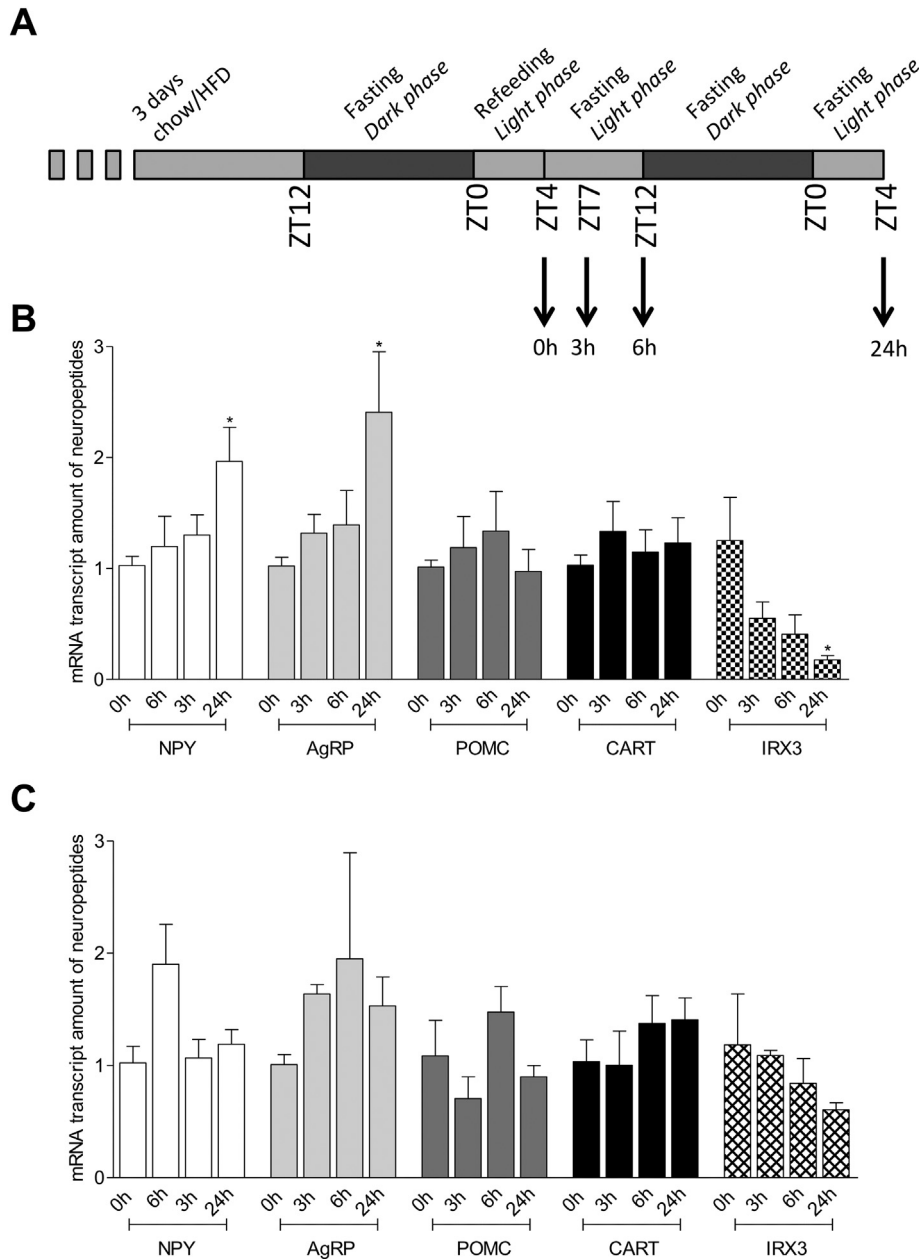 A
3 days
chow/HFD
Fasting
Dark phase
Refeeding
Light phase
Fasting
Light phase
Fasting
Dark phase
Fasting
Light phase
ZT12
ZT0
ZT4
ZT7
ZT12
ZT0
ZT4
0h
3h
6h
24h
B
mRNA transcript amount of neuropeptides
3
2
1
0
*
*
*
0h 6h 3h 24h
0h 3h 6h 24h
0h 3h 6h 24h
0h 3h 6h 24h
0h 3h 6h 24h
NPY AgRP POMC CART IRX3
C
mRNA transcript amount of neuropeptides
3
2
1
0
0h 6h 3h 24h
0h 3h 6h 24h
0h 3h 6h 24h
0h 3h 6h 24h
0h 3h 6h 24h
NPY AgRP POMC CART IRX3